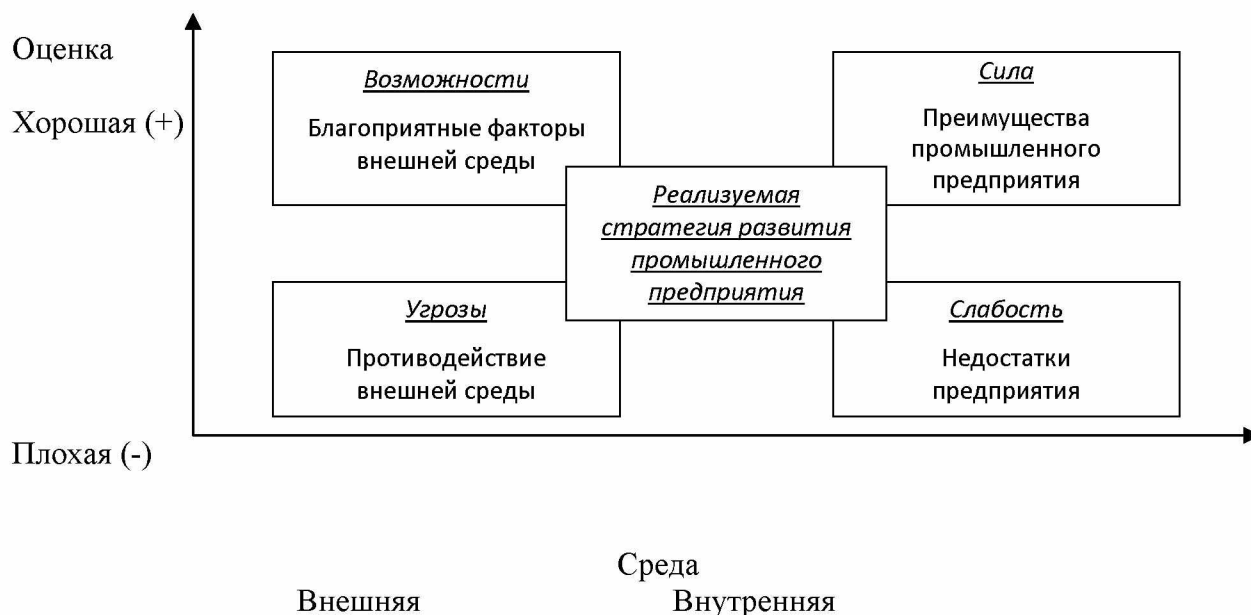 Оценка
Хорошая (+)
Возможности
Благоприятные факторы
внешней среды
Сила
Преимущества
промышленного
предприятия
Реализуемая
стратегия развития
промышленного
предприятия
Угрозы
Противодействие
внешней среды
Слабость
Недостатки
предприятия
Плохая (-)
Среда
Внешняя Внутренняя